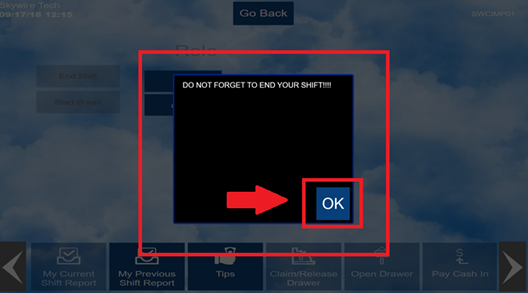 Skywire Tech
09/17/18 12:15
Go Back
SWCIMP01
Role
End Shift
Start Break
DO NOT FORGET TO END YOUR SHIFT!!!!
OK
My Current
Shift Report
My Previous
Shift Report
Tips
Claim/Release
Drawer
Open Drawer
Pay Cash In